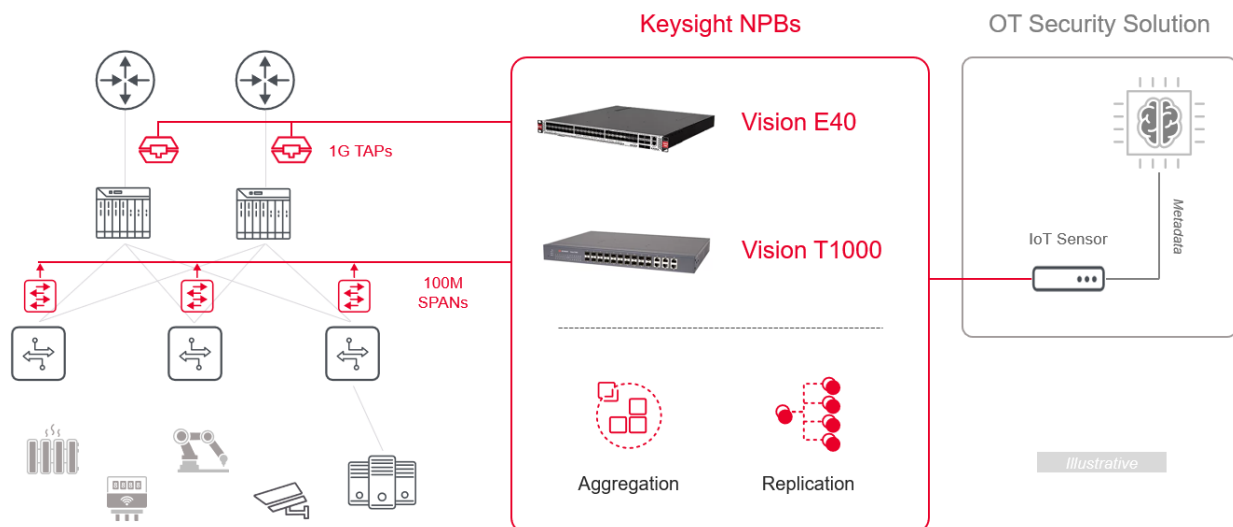 Keysight NPBs
OT Security Solution
Vision E40
1G TAPs
Metadata
IoT Sensor
Vision T1000
100M
SPANs
Aggregation
Replication
Illustrative